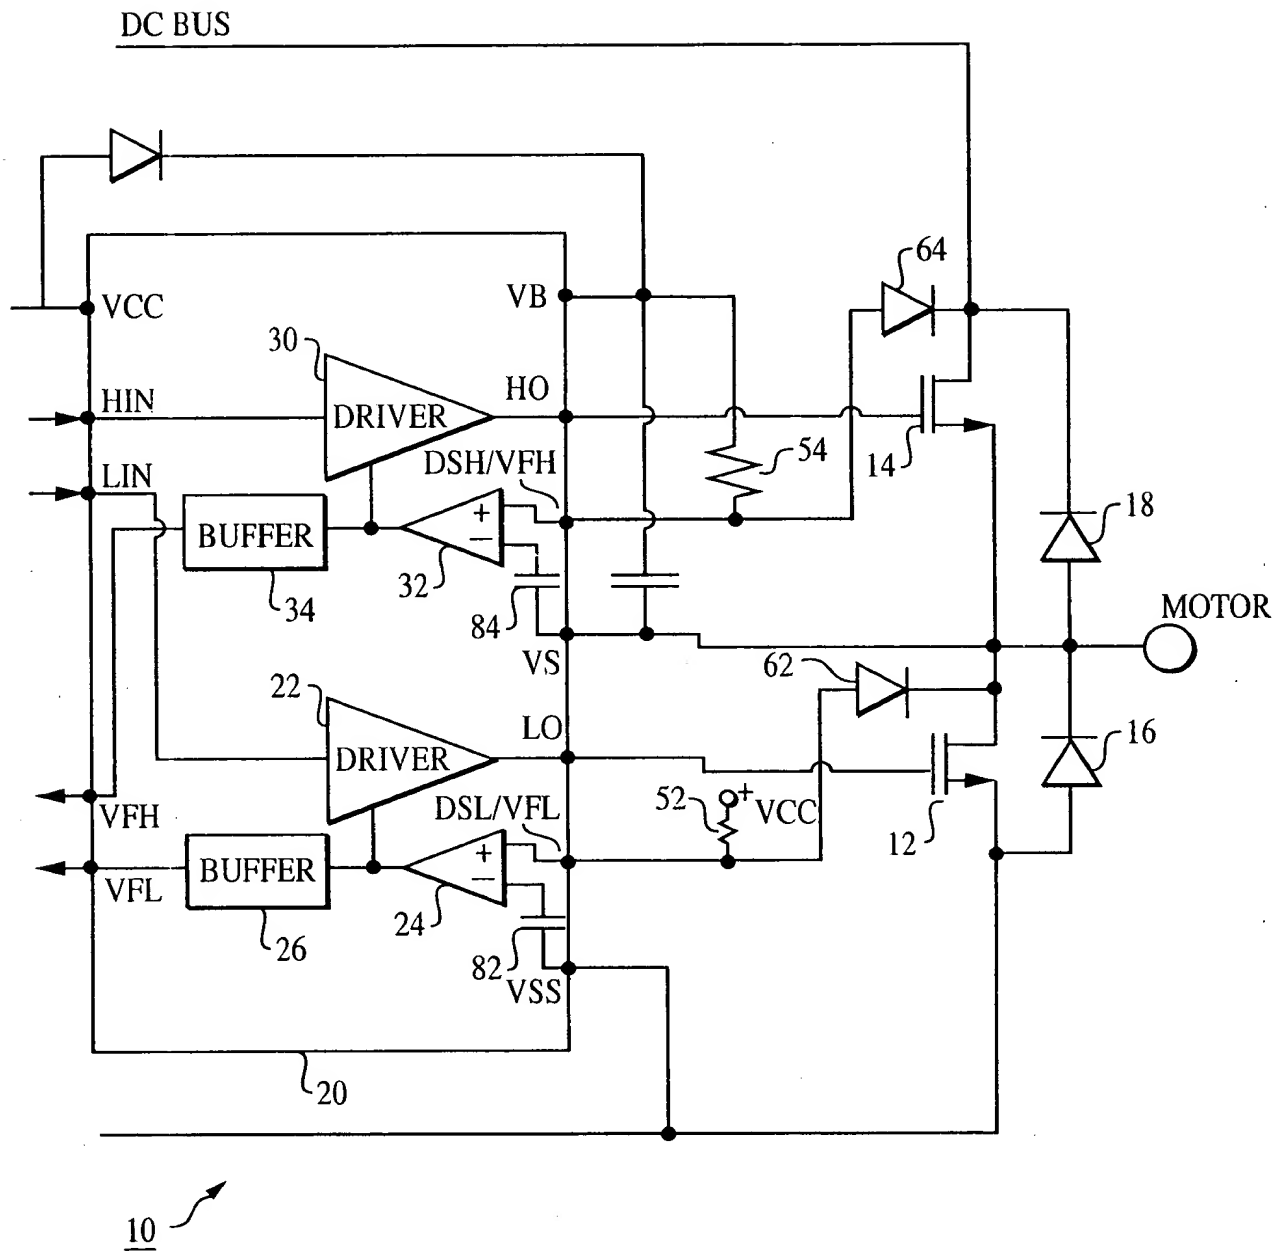 DC BUS
64
VCC
VB
30
HIN
DRIVER
HO
14
54
DSH/VFH
LIN
18
BUFFER
+
−
32
34
84
MOTOR
VS
62
22
LO
16
DRIVER
52
+
VCC
DSL/VFL
12
VFH
BUFFER
+
−
VFL
24
26
82
VSS
20
10